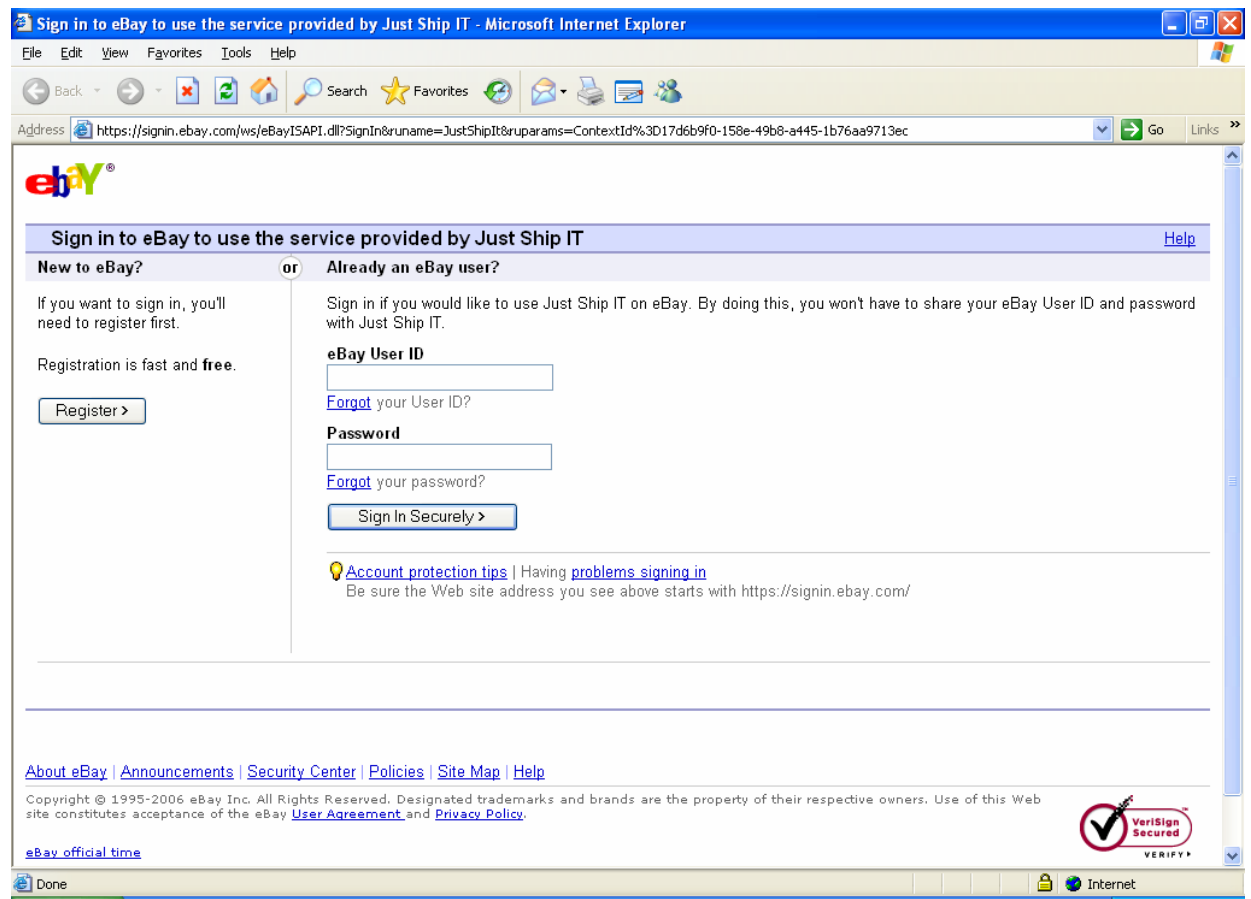 Sign in to eBay to use the service provided by Just Ship IT - Microsoft Internet Explorer
File Edit View Favorites Tools Help
Back Search Favorites
Address https://signin.ebay.com/ws/eBayISAPI.dll?SignIn&runame=JustShipIt&ruparams=ContextId%3D17d6b9f0-158e-49b8-a445-1b76aa9713ec Go Links »
ebaY®
Sign in to eBay to use the service provided by Just Ship IT Help
New to eBay? or Already an eBay user?
If you want to sign in, you'll
need to register first.
Registration is fast and free.
Register >
Sign in if you would like to use Just Ship IT on eBay. By doing this, you won't have to share your eBay User ID and password
with Just Ship IT.
eBay User ID
Forgot your User ID?
Password
Forgot your password?
Sign In Securely >
Account protection tips | Having problems signing in
Be sure the Web site address you see above starts with https://signin.ebay.com/
About eBay | Announcements | Security Center | Policies | Site Map | Help
Copyright © 1995-2006 eBay Inc. All Rights Reserved. Designated trademarks and brands are the property of their respective owners. Use of this Web
site constitutes acceptance of the eBay User Agreement and Privacy Policy.
eBay official time
VeriSign
Secured
VERIFY
Done Internet